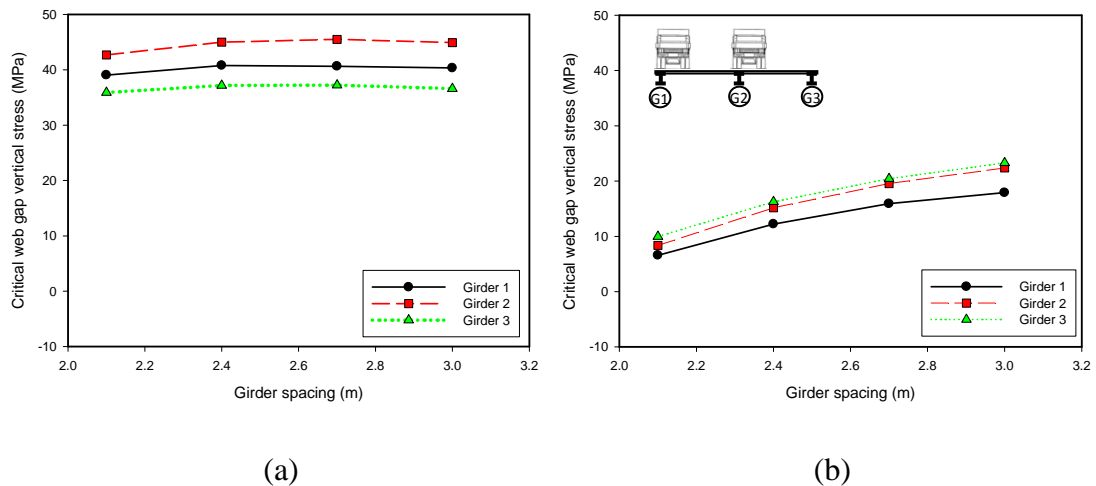 Critical web gap vertical stress (MPa)
50
40
30
20
10
0
-10
2.0 2.2 2.4 2.6 2.8 3.0 3.2
Girder spacing (m)
Girder 1
Girder 2
Girder 3
(a)
Critical web gap vertical stress (MPa)
50
40
30
20
10
0
-10
2.0 2.2 2.4 2.6 2.8 3.0 3.2
Girder spacing (m)
G1 G2 G3
Girder 1
Girder 2
Girder 3
(b)